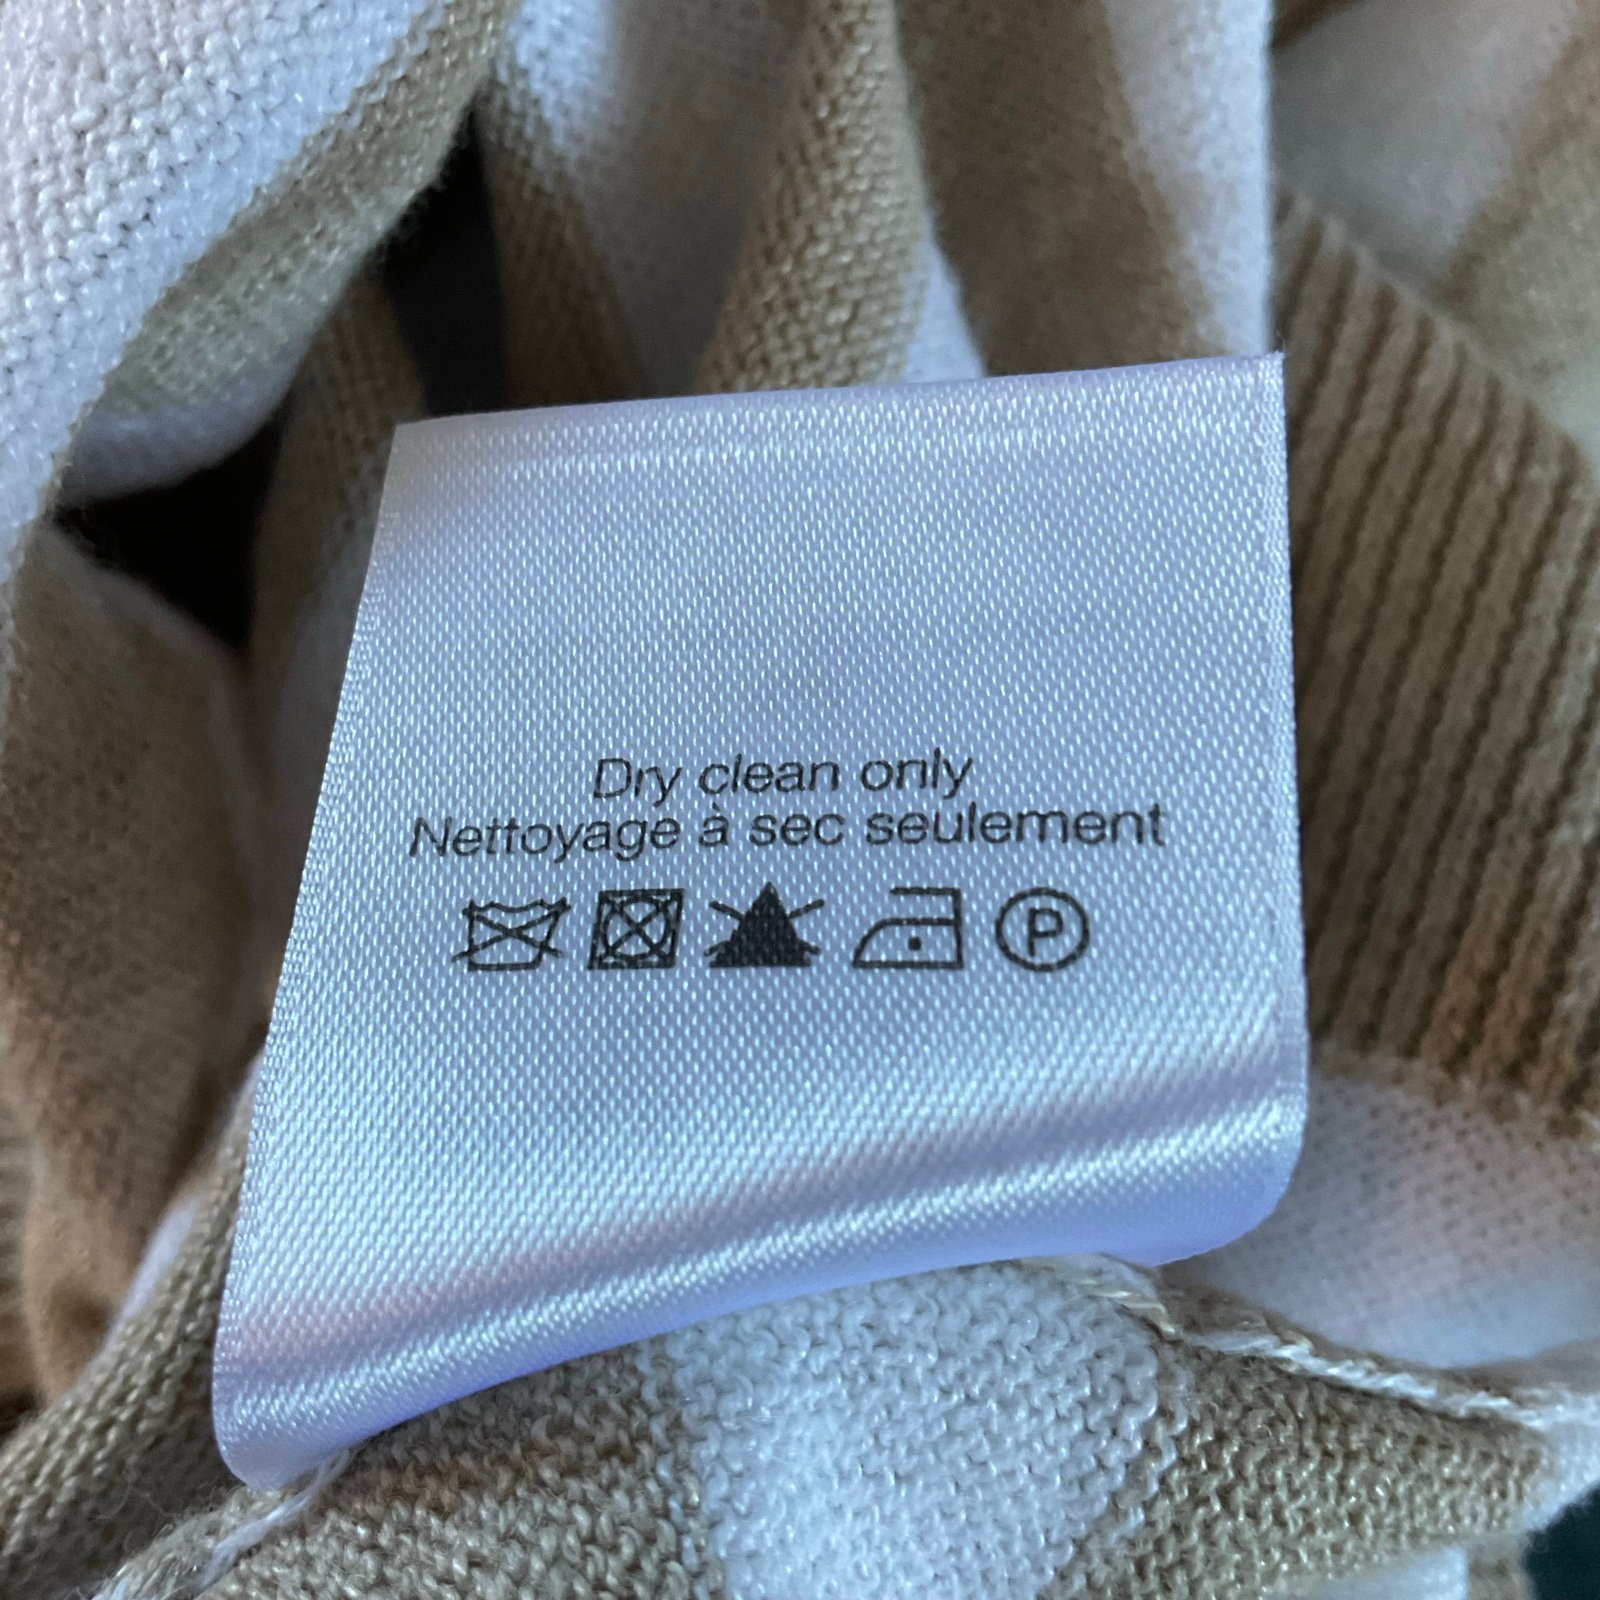 Dry clean only
Nettoyage à sec seulement
P